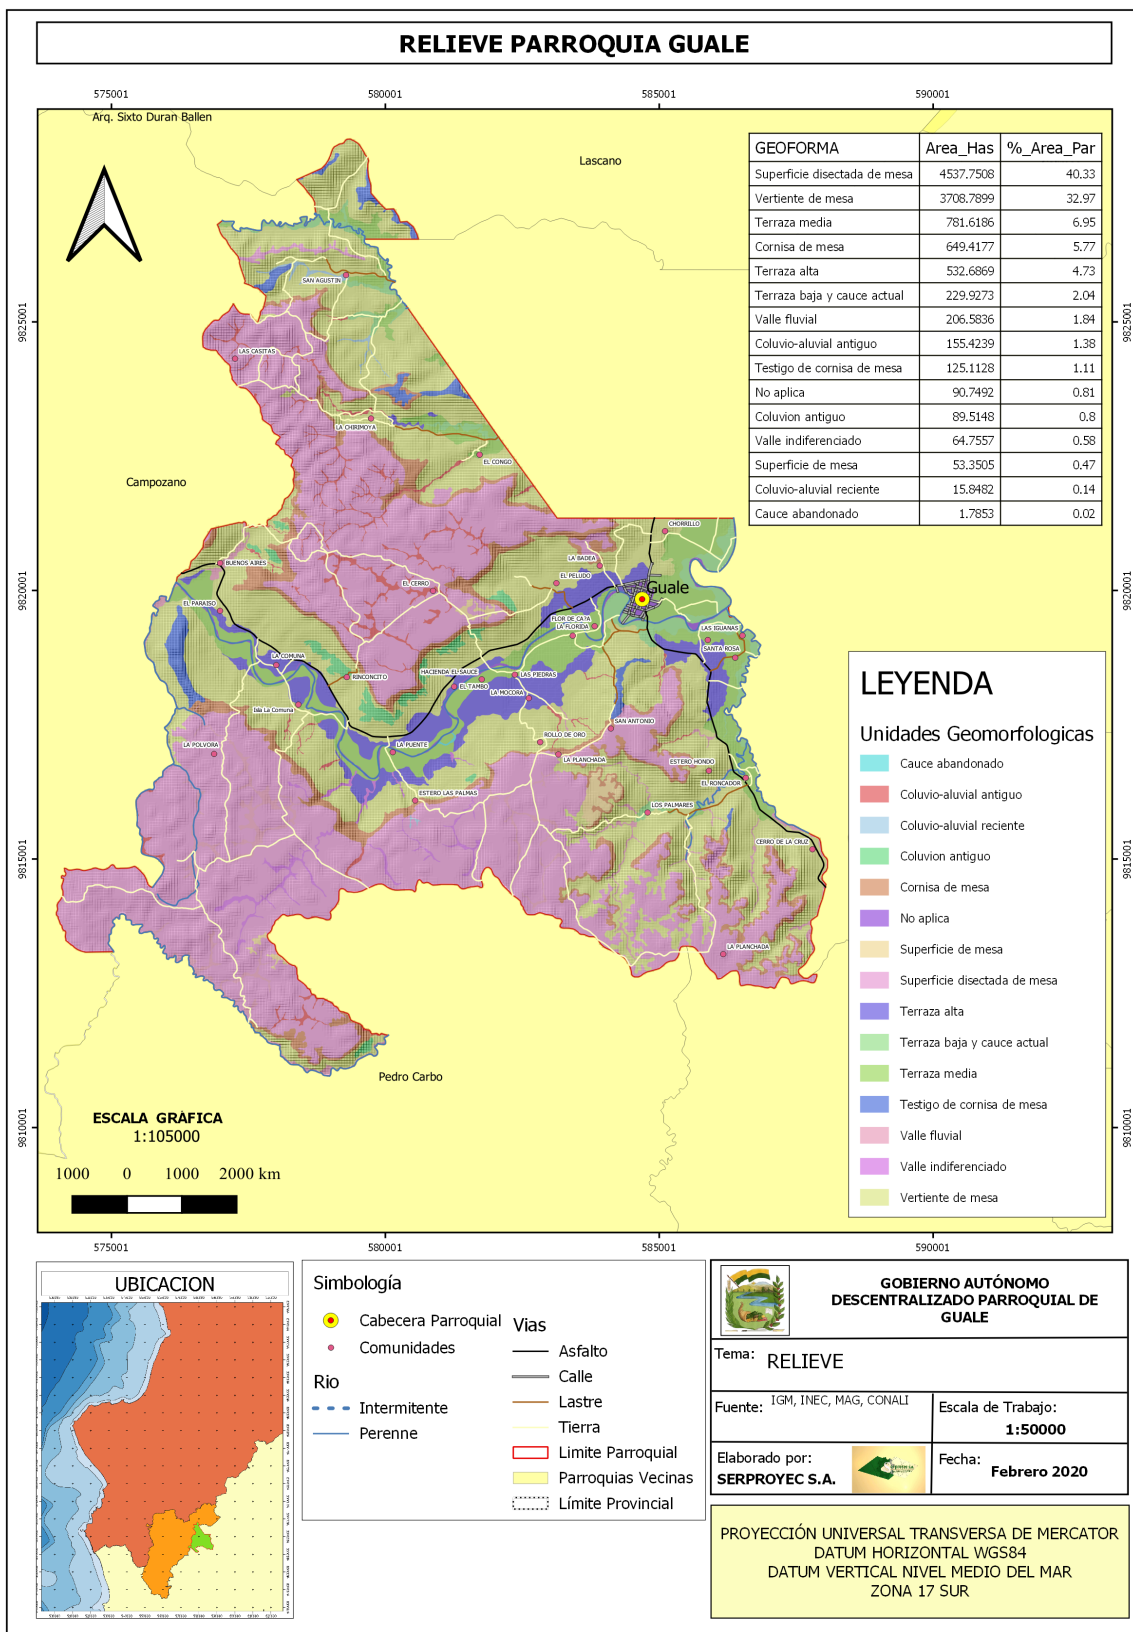 RELIEVE PARROQUIA GUALE
575001 580001 585001 590001
Arq. Sixto Duran Ballen
Lascano
GEOFORMA Area_Has %_Area_Par
Superficie disectada de mesa 4537.7508 40.33
Vertiente de mesa 3708.7899 32.97
Terraza media 781.6186 6.95
Cornisa de mesa 649.4177 5.77
Terraza alta 532.6869 4.73
Terraza baja y cauce actual 229.9273 2.04
Valle fluvial 206.5836 1.84
Coluvio-aluvial antiguo 155.4239 1.38
Testigo de cornisa de mesa 125.1128 1.11
No aplica 90.7492 0.81
Coluvion antiguo 89.5148 0.8
Valle indiferenciado 64.7557 0.58
Superficie de mesa 53.3505 0.47
Coluvio-aluvial reciente 15.8482 0.14
Cauce abandonado 1.7853 0.02
9825001 9825001
9820001 9820001
9815001 9815001
9810001 9810001
SAN AGUSTIN
LAS CASITAS
LA CHIRIMOYA
EL CONGO
Campozano
CHORRILLO
LA BADEA
BUENOS AIRES
EL PELUDO
EL CERRO
Guale
EL PARAISO
FLOR DE CA?A
LA FLORIDA
LAS IGUANAS
SANTA ROSA
LA COMUNA
RINCONCITO
HACIENDA EL SAUCE
LAS PIEDRAS
EL TAMBO
LA MOCORA
Isla La Comuna
SAN ANTONIO
ROLLO DE ORO
LA POLVORA
LA PUENTE
LA PLANCHADA
ESTERO HONDO
EL RONCADOR
ESTERO LAS PALMAS
LOS PALMARES
CERRO DE LA CRUZ
LA PLANCHADA
Pedro Carbo
LEYENDA
Unidades Geomorfologicas
Cauce abandonado
Coluvio-aluvial antiguo
Coluvio-aluvial reciente
Coluvion antiguo
Cornisa de mesa
No aplica
Superficie de mesa
Superficie disectada de mesa
Terraza alta
Terraza baja y cauce actual
Terraza media
Testigo de cornisa de mesa
Valle fluvial
Valle indiferenciado
Vertiente de mesa
ESCALA GRÁFICA
1:105000
1000 0 1000 2000 km
575001 580001 585001 590001
UBICACION
Simbología
Cabecera Parroquial
Comunidades
Rio
Intermitente
Perenne
Vias
Asfalto
Calle
Lastre
Tierra
Limite Parroquial
Parroquias Vecinas
Límite Provincial
GOBIERNO AUTÓNOMO
DESCENTRALIZADO PARROQUIAL DE
GUALE
Tema: RELIEVE
Fuente: IGM, INEC, MAG, CONALI
Escala de Trabajo:
1:50000
Elaborado por:
SERPROYEC S.A.
Fecha: Febrero 2020
PROYECCIÓN UNIVERSAL TRANSVERSA DE MERCATOR
DATUM HORIZONTAL WGS84
DATUM VERTICAL NIVEL MEDIO DEL MAR
ZONA 17 SUR